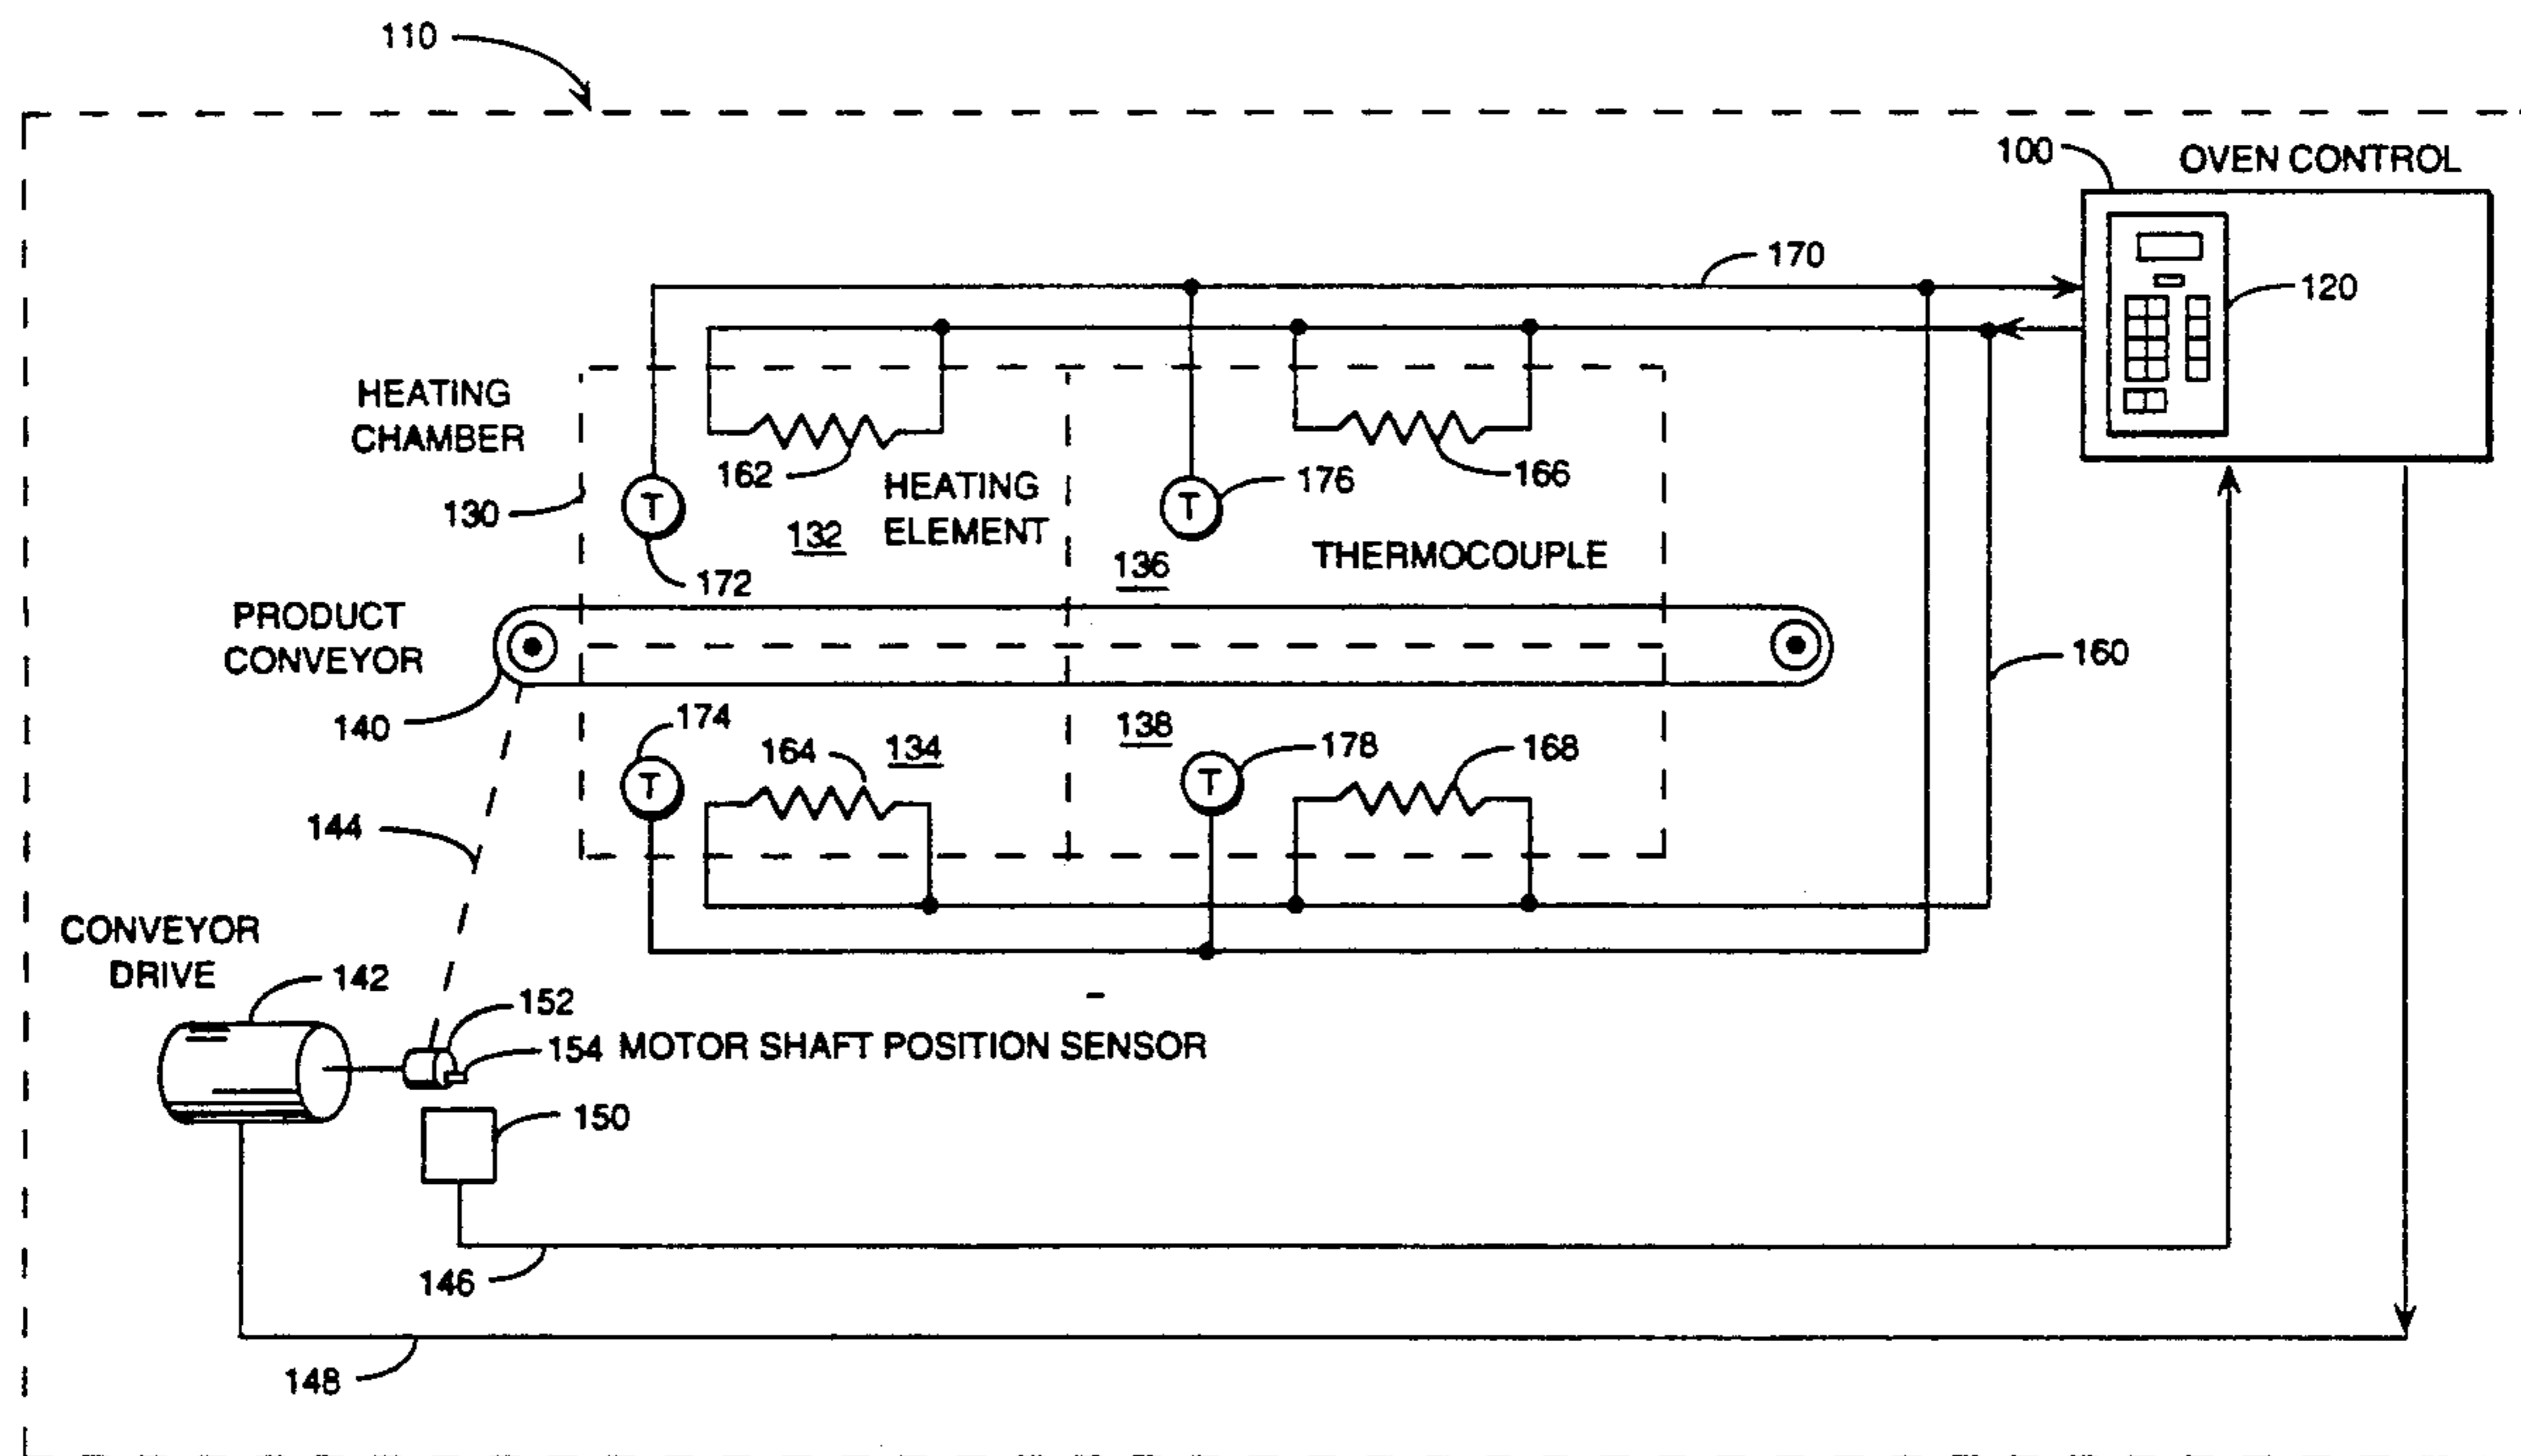 110
100
OVEN CONTROL
170
120
HEATING
CHAMBER
162
HEATING
ELEMENT
176
166
130
T
T
132
172
136
THERMOCOUPLE
PRODUCT
CONVEYOR
160
140
174
164
134
138
178
168
T
T
144
CONVEYOR
DRIVE
142
152
154 MOTOR SHAFT POSITION SENSOR
150
146
148